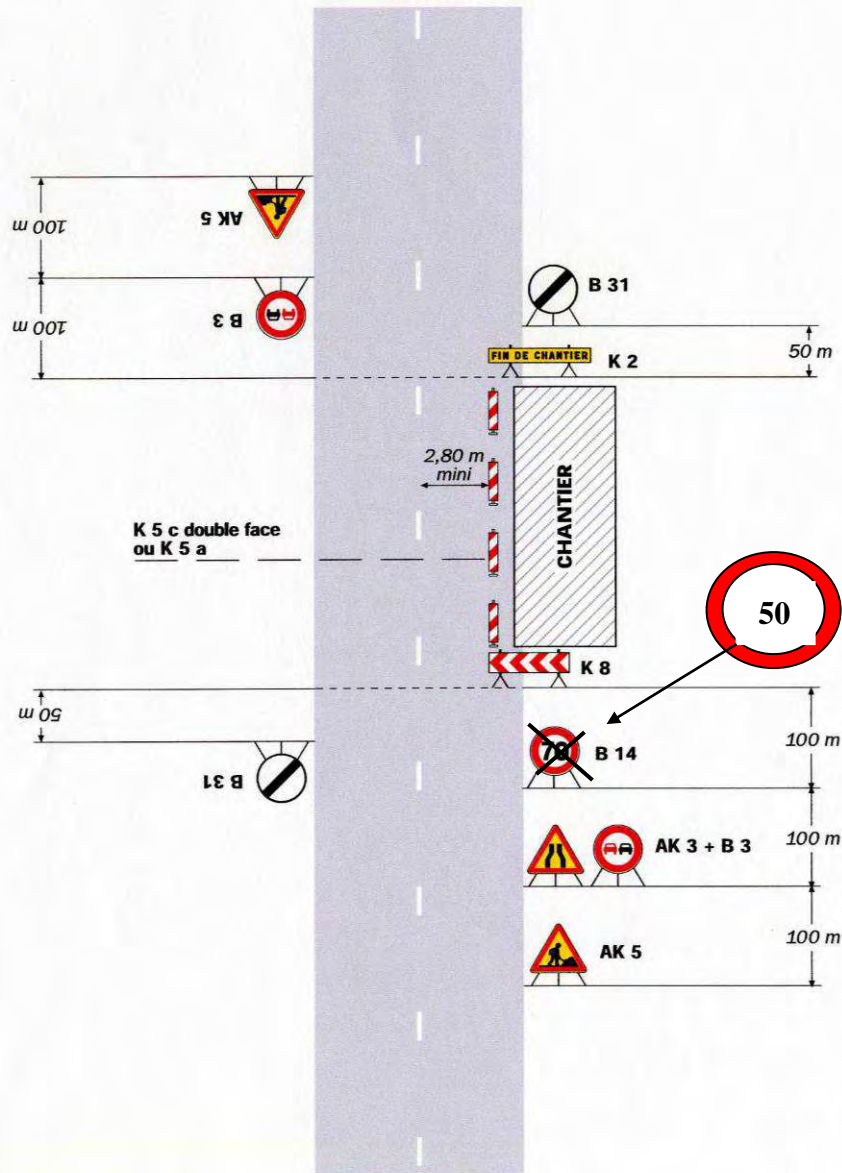 100 m
AK 5
100 m
B 3
B 31
50 m
FIN DE CHANTIER
K 2
2,80 m
mini
CHANTIER
K 5 c double face
ou K 5 a
50
K 8
50 m
B 31
70
B 14
100 m
AK 3 + B 3
100 m
AK 5
100 m